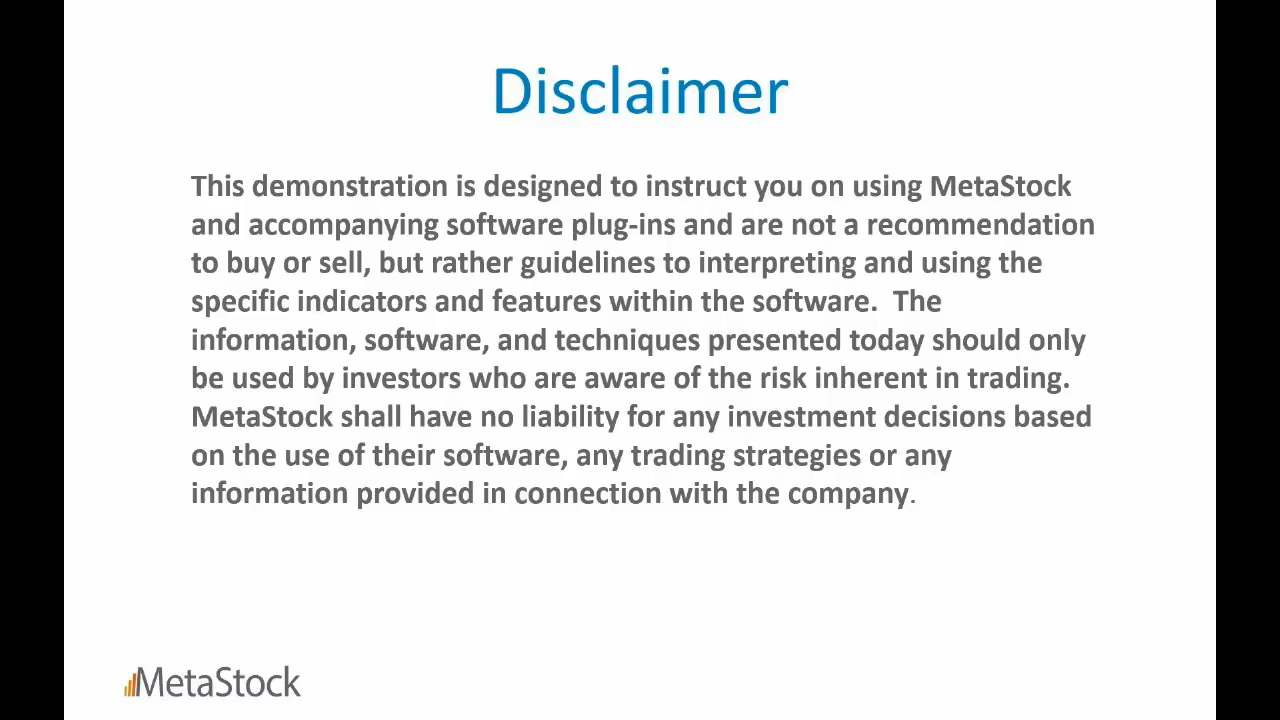 Disclaimer
This demonstration is designed to instruct you on using MetaStock
and accompanying software plug-ins and are not a recommendation
to buy or sell, but rather guidelines to interpreting and using the
specific indicators and features within the software.  The
information, software, and techniques presented today should only
be used by investors who are aware of the risk inherent in trading.
MetaStock shall have no liability for any investment decisions based
on the use of their software, any trading strategies or any
information provided in connection with the company.
MetaStock